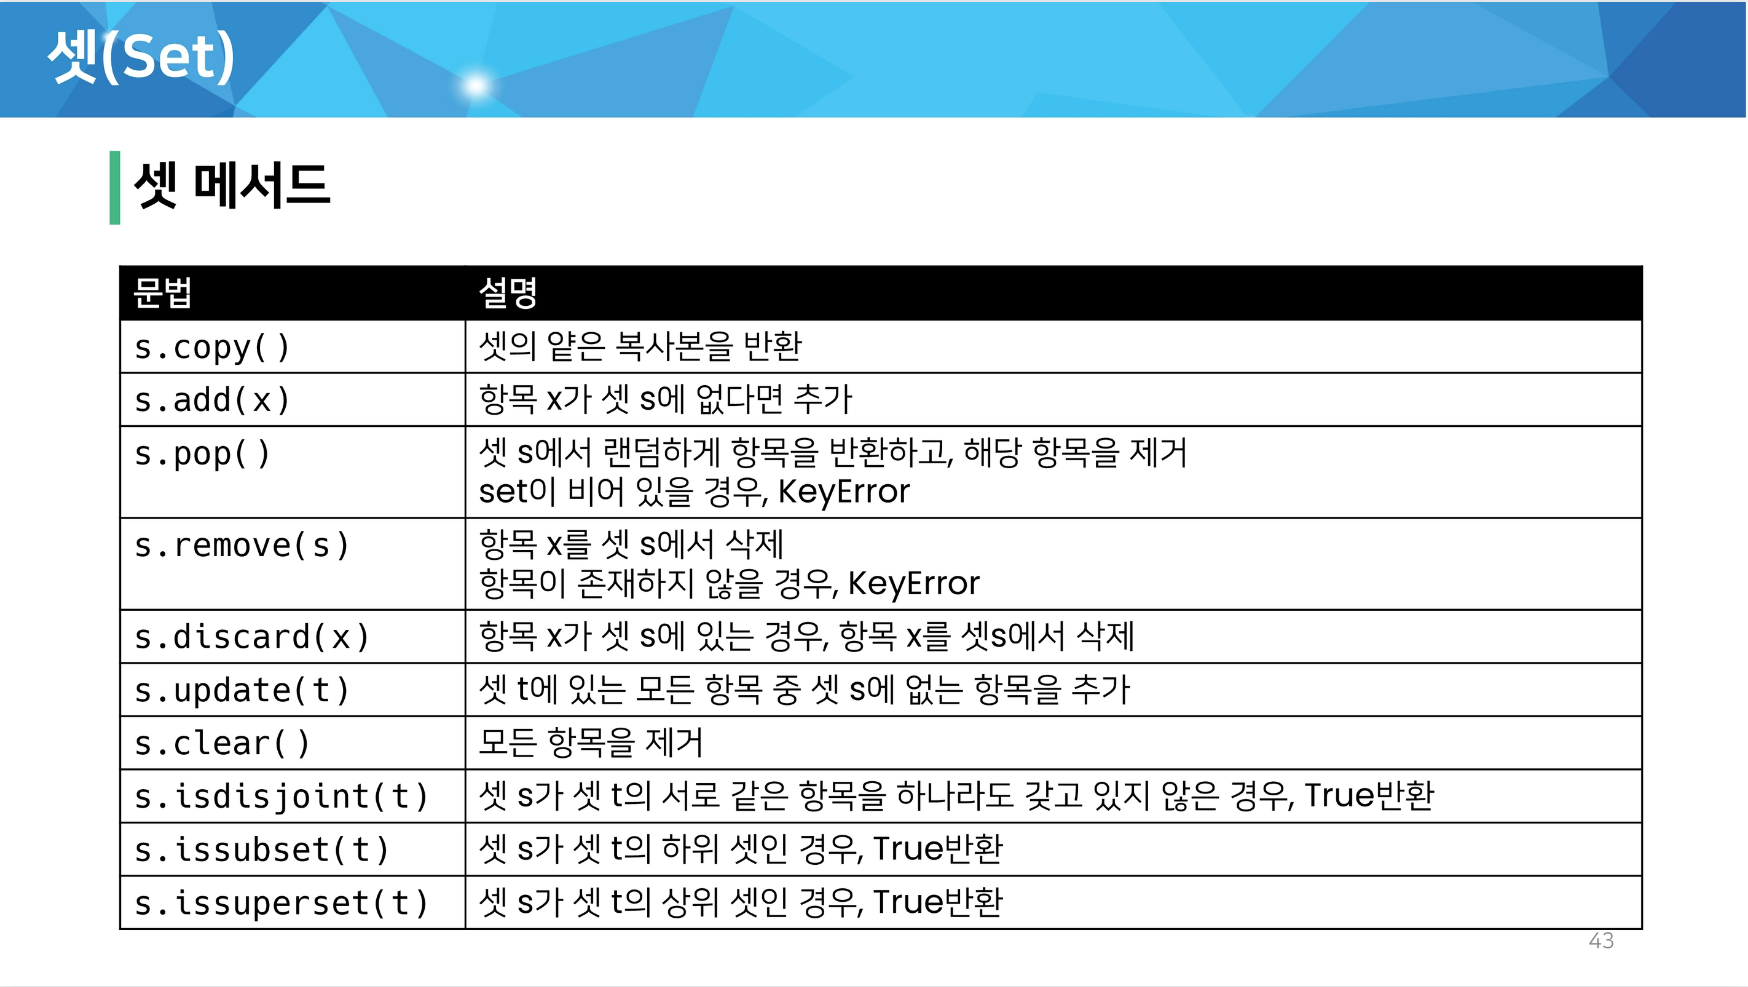 셋(Set)
셋 메서드
문법 설명
s.copy() 셋의 얕은 복사본을 반환
s.add(x) 항목 x가 셋 s에 없다면 추가
s.pop() 셋 s에서 랜덤하게 항목을 반환하고, 해당 항목을 제거
set이 비어 있을 경우, KeyError
s.remove(s) 항목 x를 셋 s에서 삭제
항목이 존재하지 않을 경우, KeyError
s.discard(x) 항목 x가 셋 s에 있는 경우, 항목 x를 셋s에서 삭제
s.update(t) 셋 t에 있는 모든 항목 중 셋 s에 없는 항목을 추가
s.clear() 모든 항목을 제거
s.isdisjoint(t) 셋 s가 셋 t의 서로 같은 항목을 하나라도 갖고 있지 않은 경우, True반환
s.issubset(t) 셋 s가 셋 t의 하위 셋인 경우, True반환
s.issuperset(t) 셋 s가 셋 t의 상위 셋인 경우, True반환
43